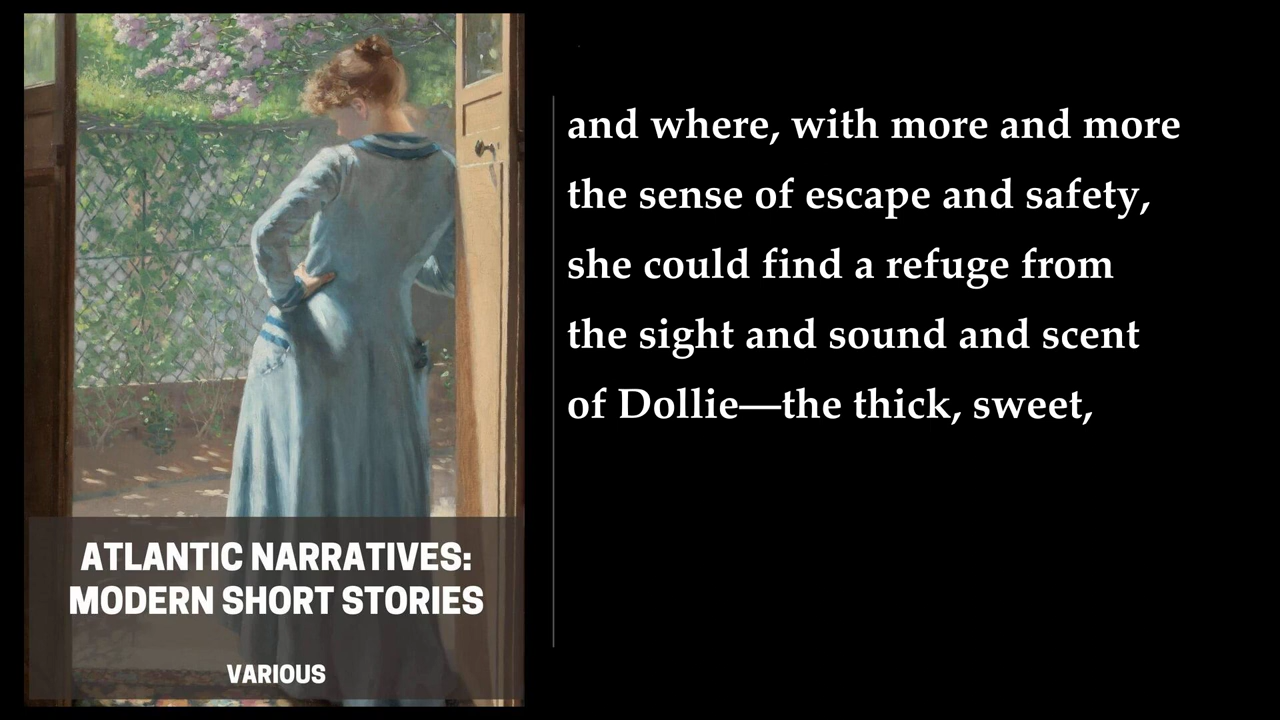 and where, with more and more
the sense of escape and safety,
she could find a refuge from
the sight and sound and scent
of Dollie—the thick, sweet,
ATLANTIC NARRATIVES:
MODERN SHORT STORIES
VARIOUS